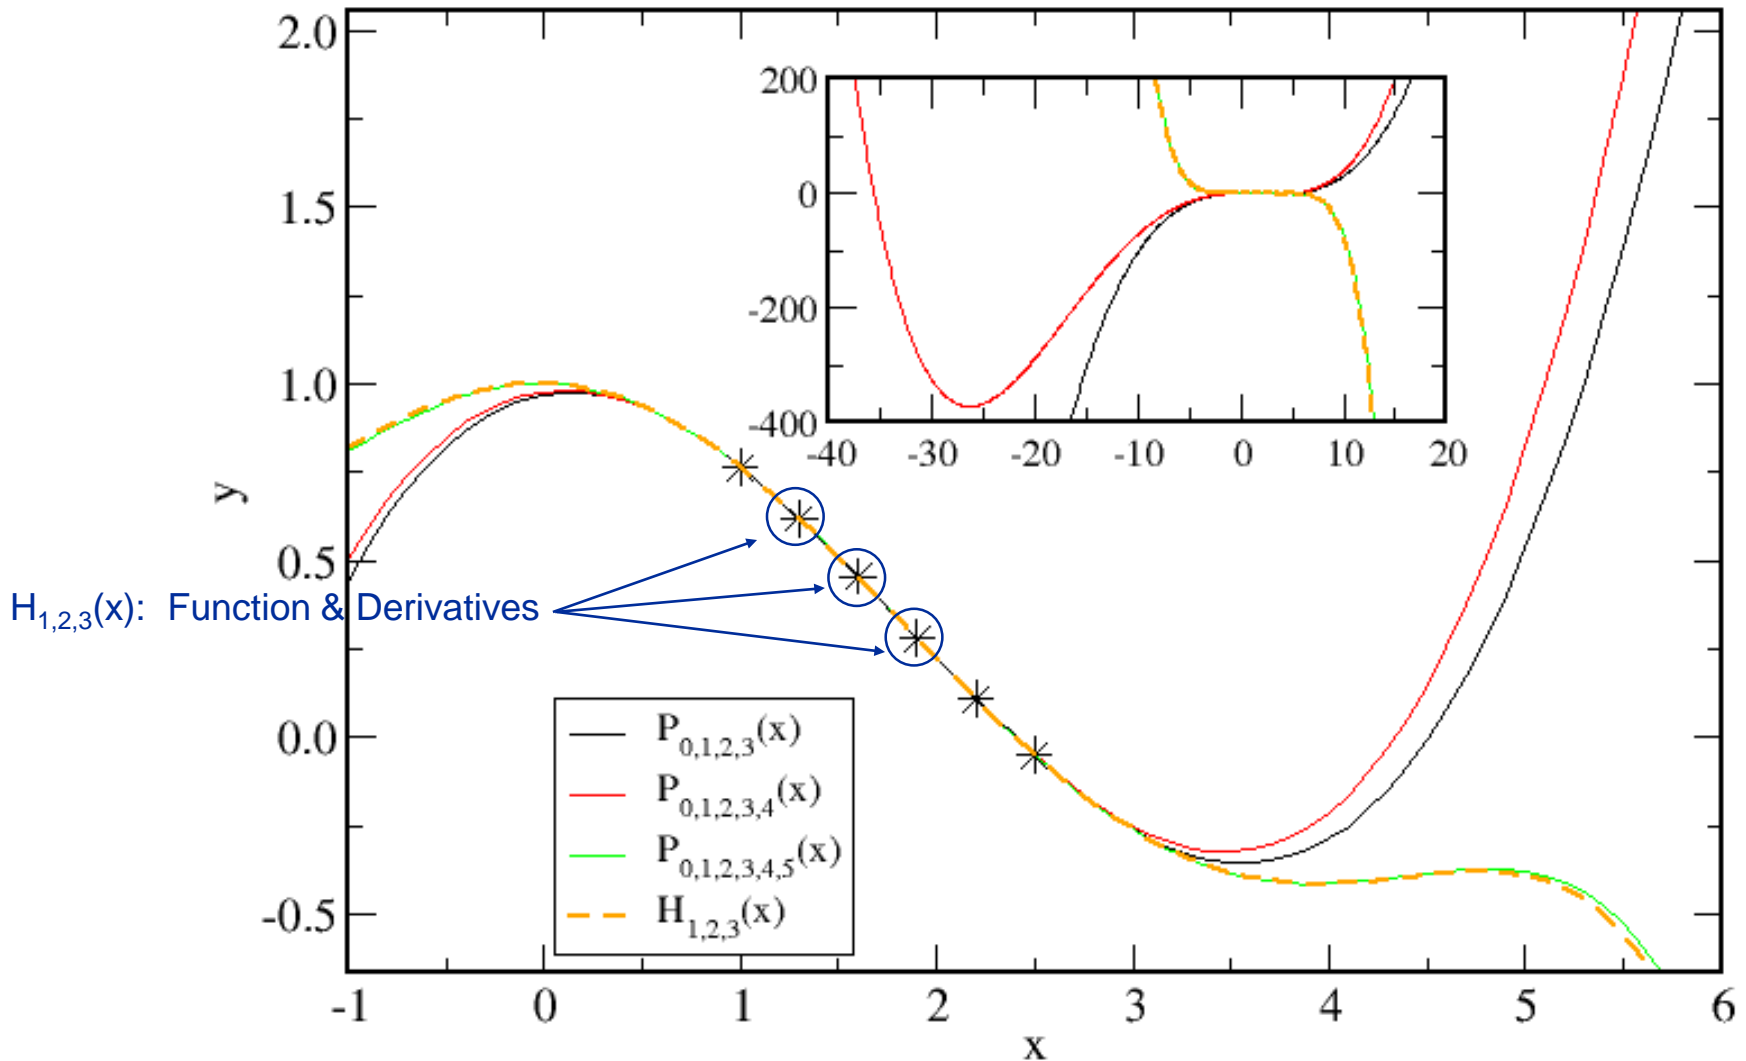 2.0
1.5
1.0
0.5
0.0
-0.5
y
-1 0 1 2 3 4 5 6
x
200
0
-200
-400
-40 -30 -20 -10 0 10 20
H1,2,3(x): Function & Derivatives
P0,1,2,3(x)
P0,1,2,3,4(x)
P0,1,2,3,4,5(x)
H1,2,3(x)